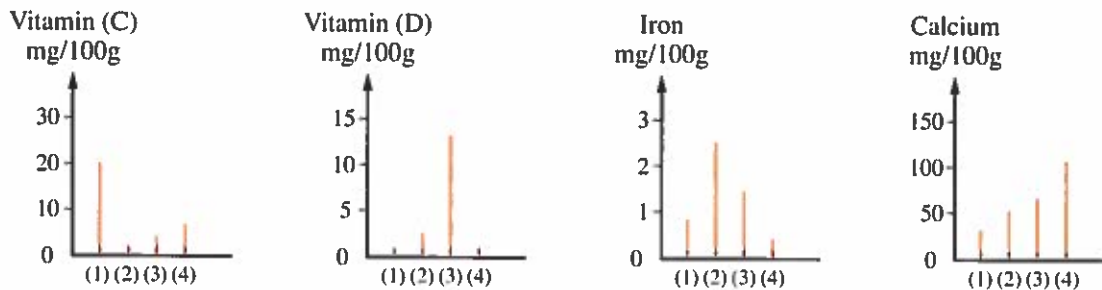 Vitamin (C)
mg/100g
30
20
10
0
(1) (2) (3) (4)
Vitamin (D)
mg/100g
15
10
5
0
(1) (2) (3) (4)
Iron
mg/100g
3
2
1
0
(1) (2) (3) (4)
Calcium
mg/100g
150
100
50
0
(1) (2) (3) (4)